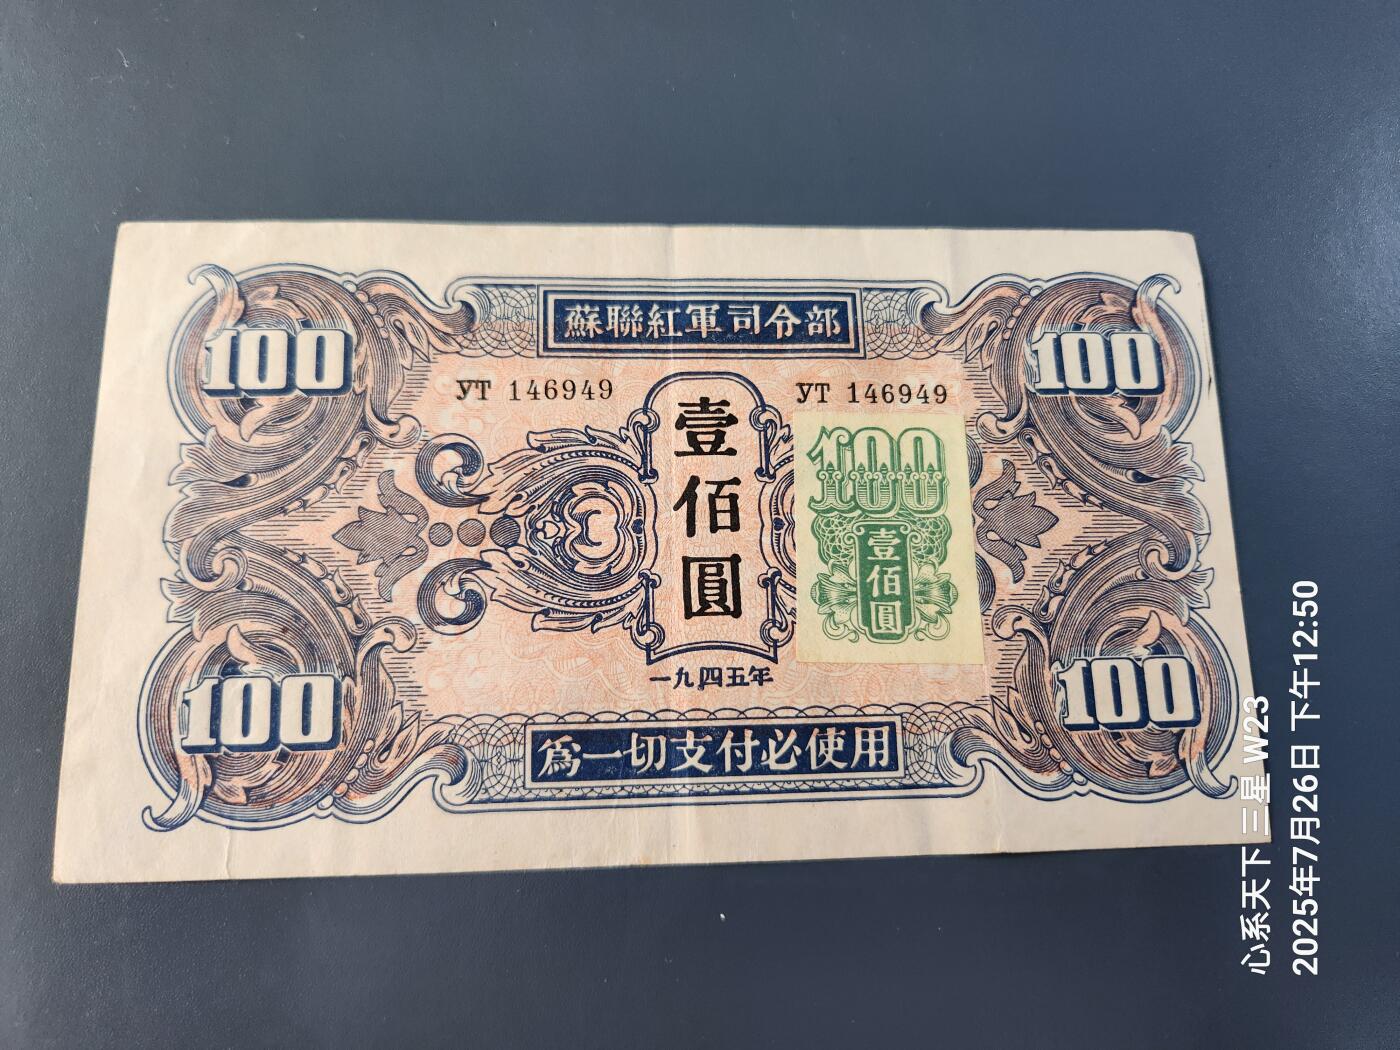 蘇聯紅軍司令部
100
100
УТ 146949
УТ 146949
壹佰圓
100
壹佰圓
一九四五年
100
100
為一切支付必使用
心系天下 三星 W23
2025年7月26日 下午12:50